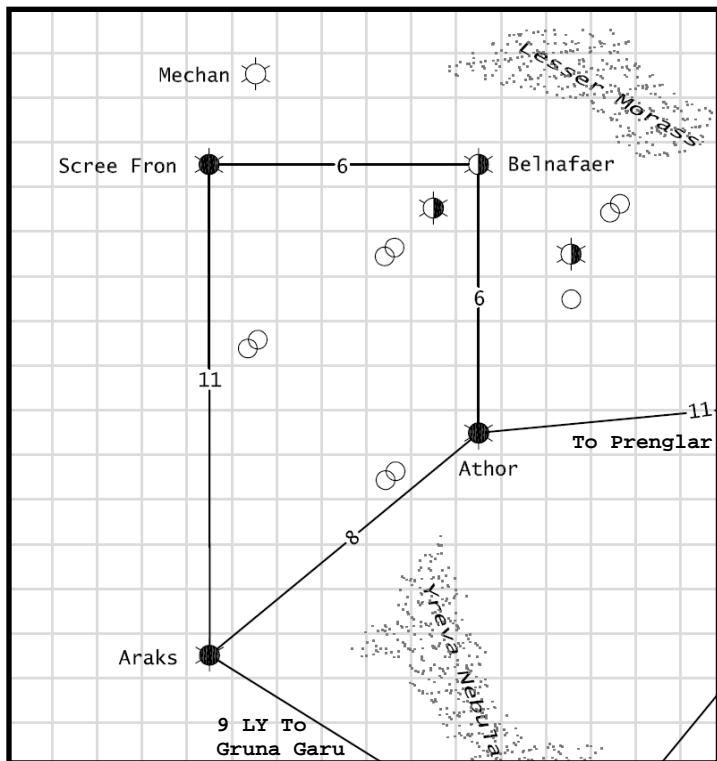 Lesser Morass
Mechan
Scree Fron
6
Belnafaer
6
11
11
To Prenglar
Athor
8
Yreva Nebula
Araks
9 LY To
Gruna Garu